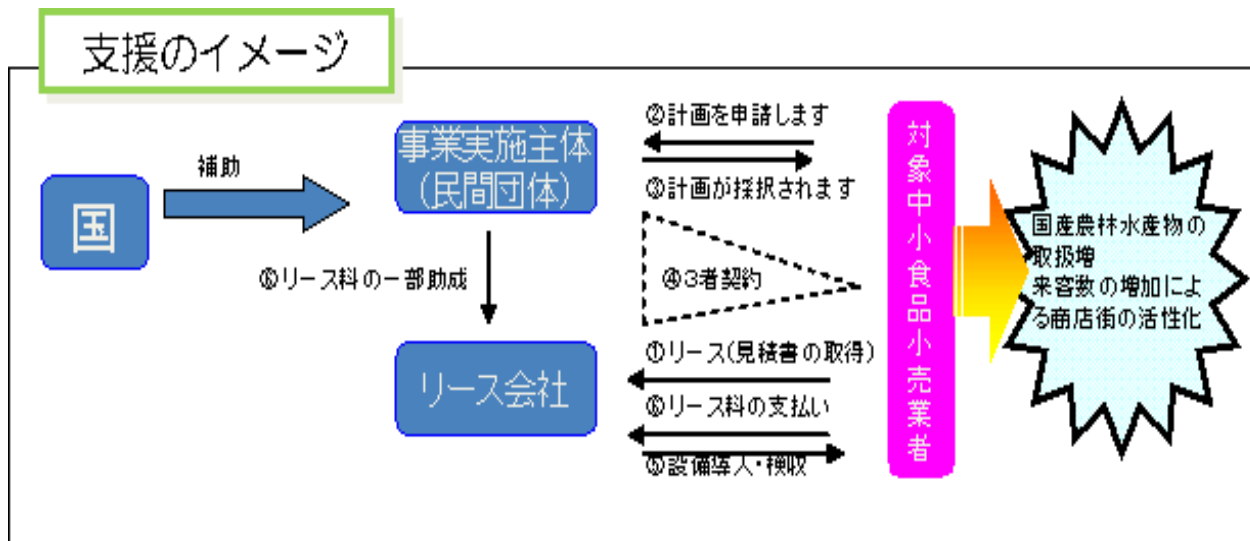 支援のイメージ
国
補助
事業実施主体
(民間団体)
⑥リース料の一部助成
リース会社
②計画を申請します
③計画が採択されます
④3者契約
①リース(見積書の取得)
⑥リース料の支払い
⑤設備導入・検収
対象中小食品小売業者
国産農林水産物の
取扱増
来客数の増加によ
る商店街の活性化